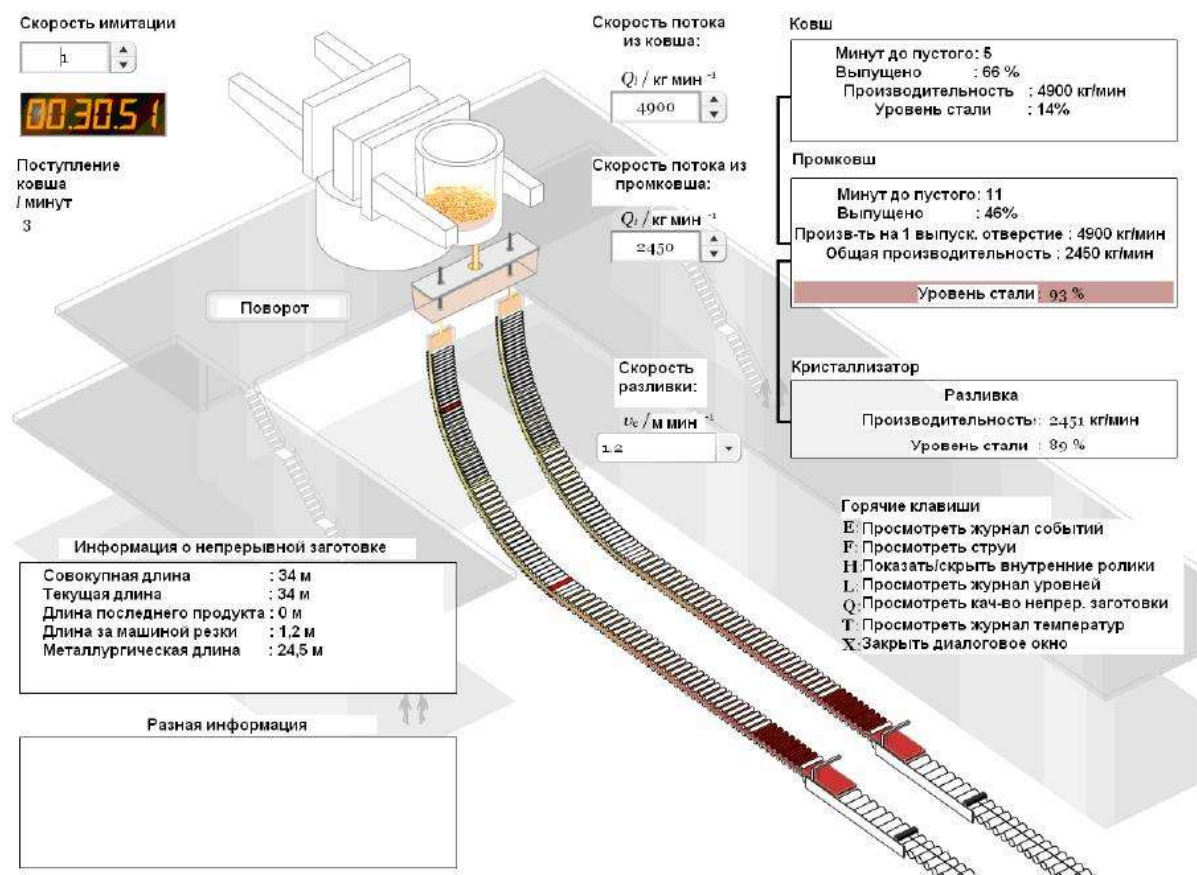 Скорость имитации
1
00.30.51
Поступление
ковша
/ минут
3
Поворот
Скорость потока
из ковша:
Q₁ / кг мин ⁻¹
4900
Скорость потока из
промковша:
Q₁ / кг мин ⁻¹
2450
Скорость
разливки:
v_c / м мин ⁻¹
1.2
Ковш
Минут до пустого: 5
Выпущено : 66 %
Производительность : 4900 кг/мин
Уровень стали : 14%
Промковш
Минут до пустого: 11
Выпущено : 46%
Произв-ть на 1 выпуск. отверстие : 4900 кг/мин
Общая производительность : 2450 кг/мин
Уровень стали : 93 %
Кристаллизатор
Разливка
Производительность: 2451 кг/мин
Уровень стали : 89 %
Горячие клавиши
E: Просмотреть журнал событий
F: Просмотреть струи
H: Показать/скрыть внутренние ролики
L: Просмотреть журнал уровней
Q: Просмотреть кач-во непрер. заготовки
T: Просмотреть журнал температур
X: Закрыть диалоговое окно
Информация о непрерывной заготовке
Совокупная длина : 34 м
Текущая длина : 34 м
Длина последнего продукта : 0 м
Длина за машиной резки : 1,2 м
Металлургическая длина : 24,5 м
Разная информация